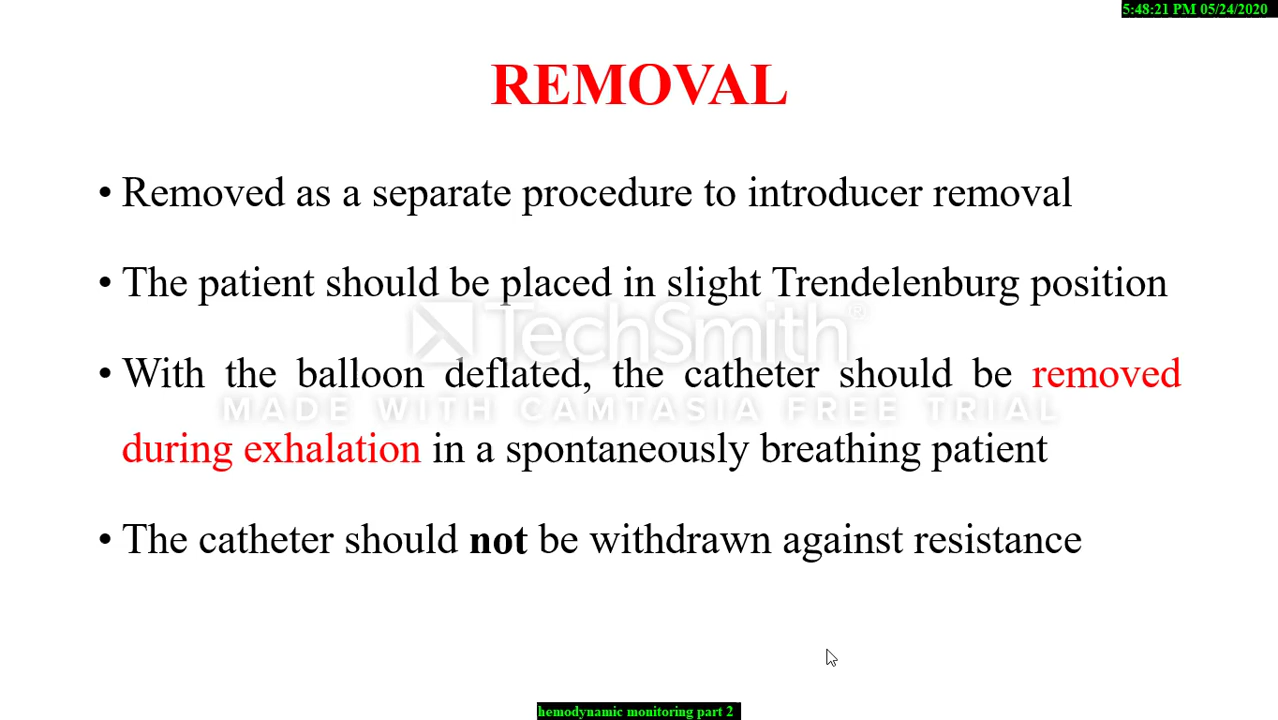 5:48:21 PM 05/24/2020
REMOVAL
• Removed as a separate procedure to introducer removal
• The patient should be placed in slight Trendelenburg position
TechSmith®
• With the balloon deflated, the catheter should be removed
MADE WITH CAMTASIA FREE TRIAL
during exhalation in a spontaneously breathing patient
• The catheter should not be withdrawn against resistance
hemodynamic monitoring part 2